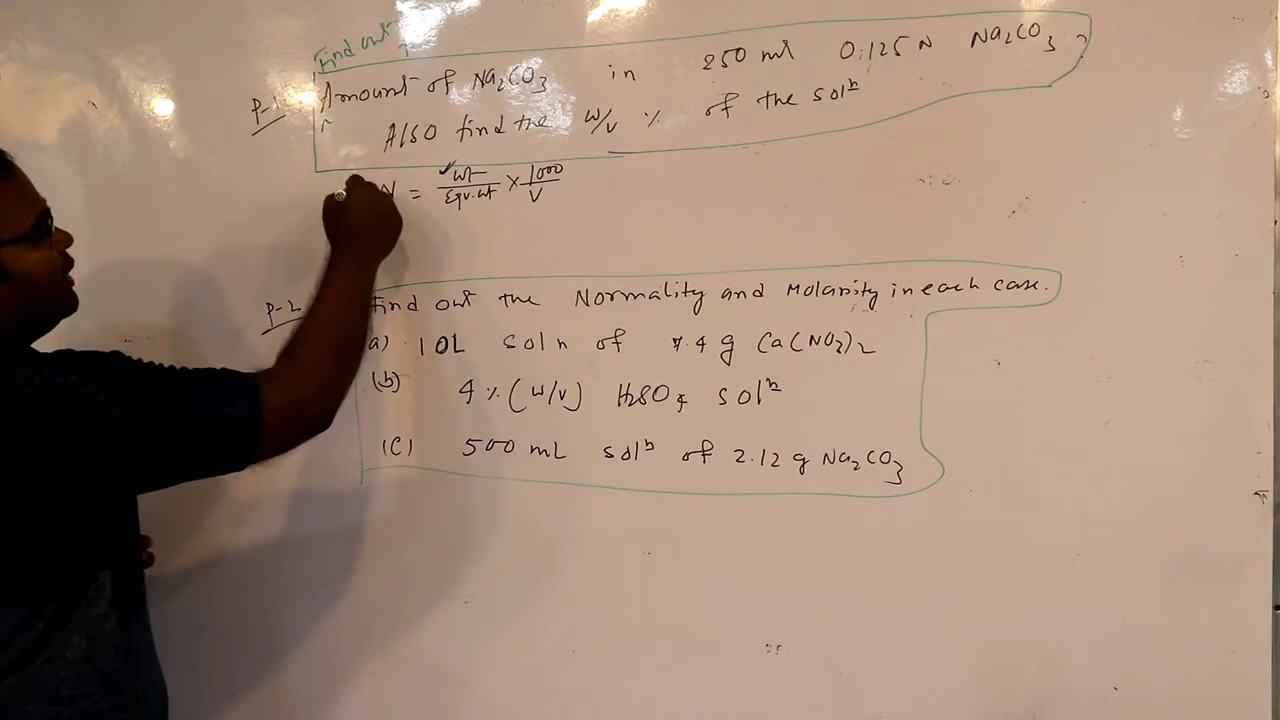 Find out
P-1 Amount of Na2CO3 in 250 ml 0.125 N Na2CO3,
Also find the w/v % of the solⁿ
N = wt/Eqv.wt × 1000/V
P-2 Find out the Normality and Molarity in each case.
a) 10L soln of 7.4 g Ca(NO3)2
(b) 4 % (w/v) H2SO4 solⁿ
(C) 500 mL solⁿ of 2.12 g Na2CO3